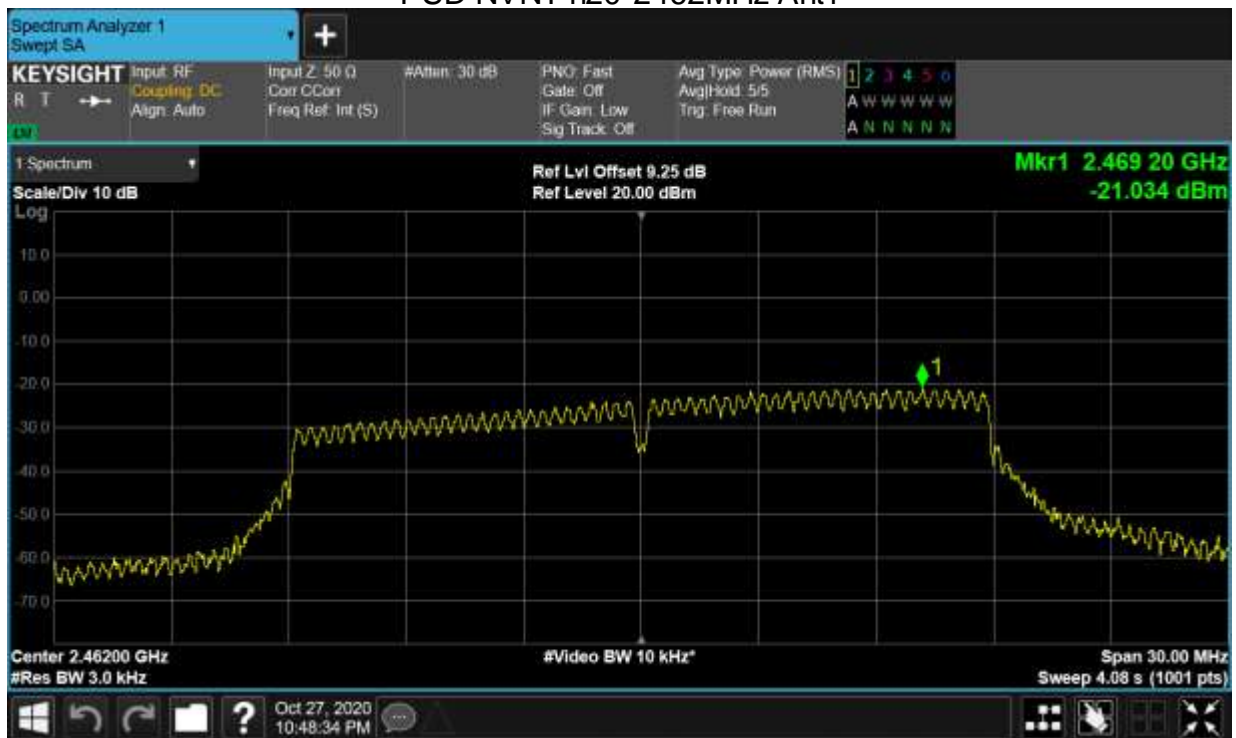 PSD NVNT n20 2462MHz Ant1
Spectrum Analyzer 1
Swept SA
+
KEYSIGHT Input: RF
R T Coupling: DC
Align: Auto
LXI
Input Z: 50 Ω
Corr CCorr
Freq Ref: Int (S)
#Atten: 30 dB
PNO: Fast
Gate: Off
IF Gain: Low
Sig Track: Off
Avg Type: Power (RMS)
Avg|Hold: 5/5
Trig: Free Run
1 2 3 4 5 6
A W W W W W
A N N N N N
1 Spectrum
Scale/Div 10 dB
Ref Lvl Offset 9.25 dB
Ref Level 20.00 dBm
Mkr1 2.469 20 GHz
-21.034 dBm
Log
10.0
0.00
-10.0
-20.0
-30.0
-40.0
-50.0
-60.0
-70.0
1
Center 2.46200 GHz
#Res BW 3.0 kHz
#Video BW 10 kHz*
Span 30.00 MHz
Sweep 4.08 s (1001 pts)
?
Oct 27, 2020
10:48:34 PM